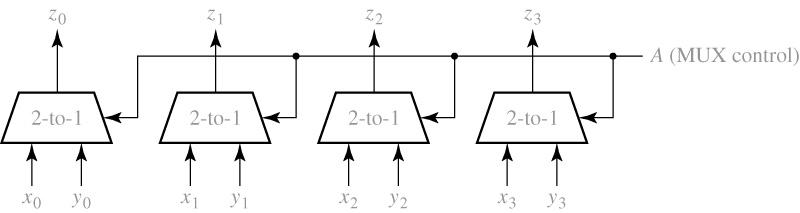 z0 z1 z2 z3
A (MUX control)
2-to-1 2-to-1 2-to-1 2-to-1
x0 y0 x1 y1 x2 y2 x3 y3